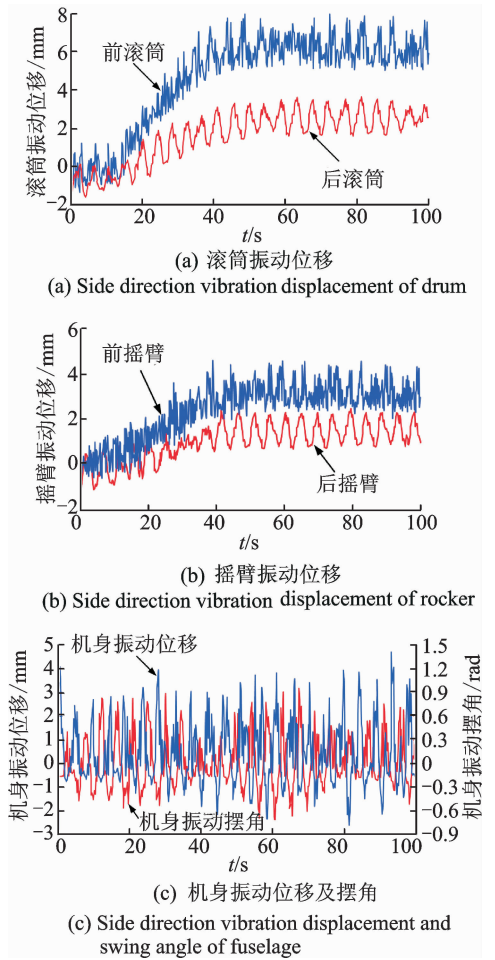 8
6
4
2
0
−2
滚筒振动位移/mm
前滚筒
后滚筒
0 20 40 60 80 100
t/s
(a) 滚筒振动位移
(a) Side direction vibration displacement of drum
6
4
2
0
−2
摇臂振动位移/mm
前摇臂
后摇臂
0 20 40 60 80 100
t/s
(b) 摇臂振动位移
(b) Side direction vibration displacement of rocker
5
4
3
2
1
0
−1
−2
−3
机身振动位移/mm
机身振动位移
机身振动摆角
1.5
1.2
0.9
0.6
0.3
0
−0.3
−0.6
−0.9
机身振动摆角/rad
0 20 40 60 80 100
t/s
(c) 机身振动位移及摆角
(c) Side direction vibration displacement and
swing angle of fuselage